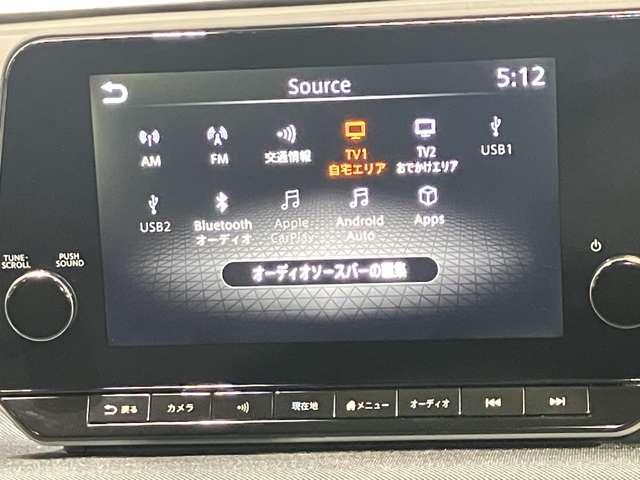 Source
5:12
AM
FM
交通情報
TV1
自宅エリア
TV2
おでかけエリア
USB1
USB2
Bluetooth
オーディオ
Apple
CarPlay
Android
Auto
Apps
オーディオソースバーの編集
TUNE·
SCROLL
PUSH
SOUND
戻る
カメラ
現在地
メニュー
オーディオ